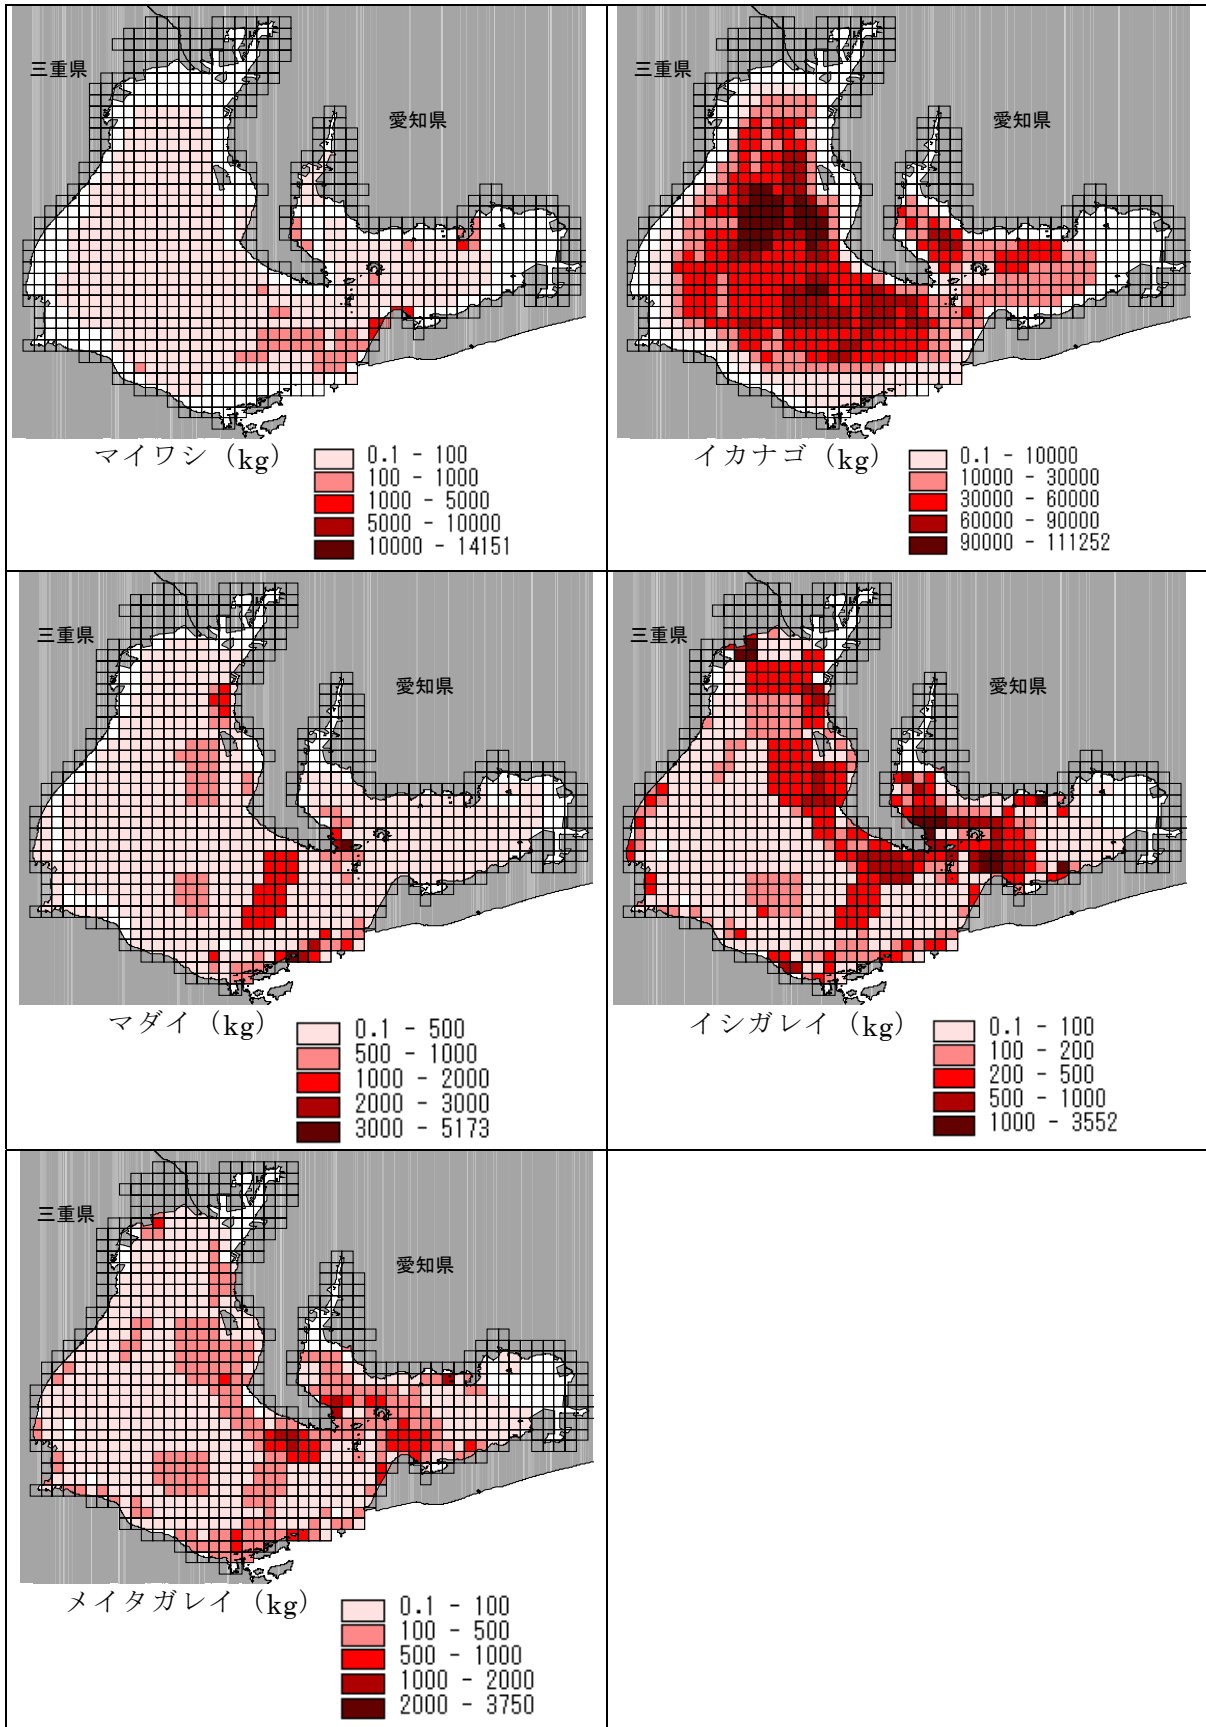 三重県
愛知県
マイワシ (kg)
0.1 - 100
100 - 1000
1000 - 5000
5000 - 10000
10000 - 14151
三重県
愛知県
イカナゴ (kg)
0.1 - 10000
10000 - 30000
30000 - 60000
60000 - 90000
90000 - 111252
三重県
愛知県
マダイ (kg)
0.1 - 500
500 - 1000
1000 - 2000
2000 - 3000
3000 - 5173
三重県
愛知県
イシガレイ (kg)
0.1 - 100
100 - 200
200 - 500
500 - 1000
1000 - 3552
三重県
愛知県
メイタガレイ (kg)
0.1 - 100
100 - 500
500 - 1000
1000 - 2000
2000 - 3750